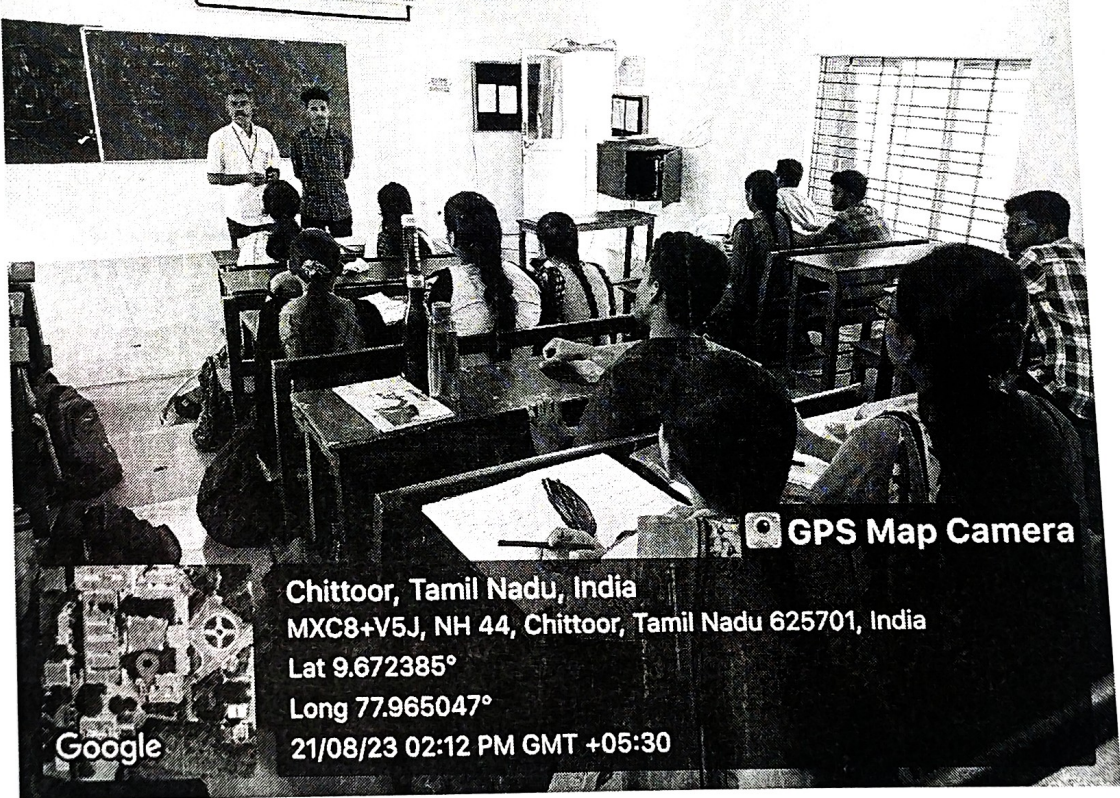 GPS Map Camera
Chittoor, Tamil Nadu, India
MXC8+V5J, NH 44, Chittoor, Tamil Nadu 625701, India
Lat 9.672385°
Long 77.965047°
21/08/23 02:12 PM GMT +05:30
Google